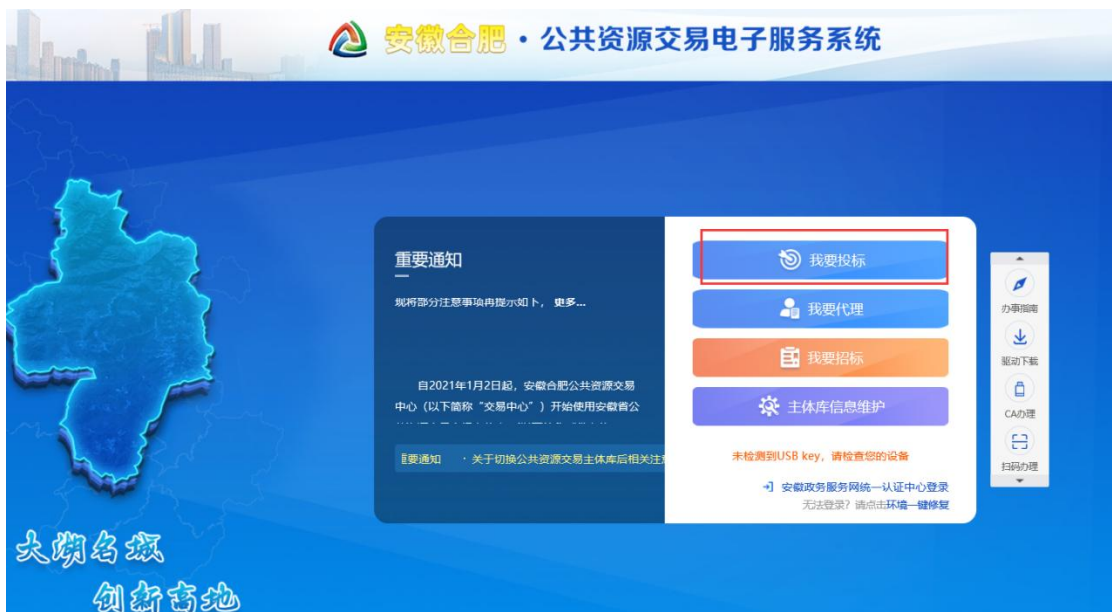 安徽合肥·公共资源交易电子服务系统
重要通知
现将部分注意事项再提示如下，更多...
自2021年1月2日起，安徽合肥公共资源交易
中心（以下简称“交易中心”）开始使用安徽省公
重要通知 ·关于切换公共资源交易主体库后相关注意
我要投标
我要代理
我要招标
主体库信息维护
未检测到USB key，请检查您的设备
安徽政务服务网统一认证中心登录
无法登录？请点击环境一键修复
办事指南
驱动下载
CA办理
扫码办理
大湖名城
创新高地